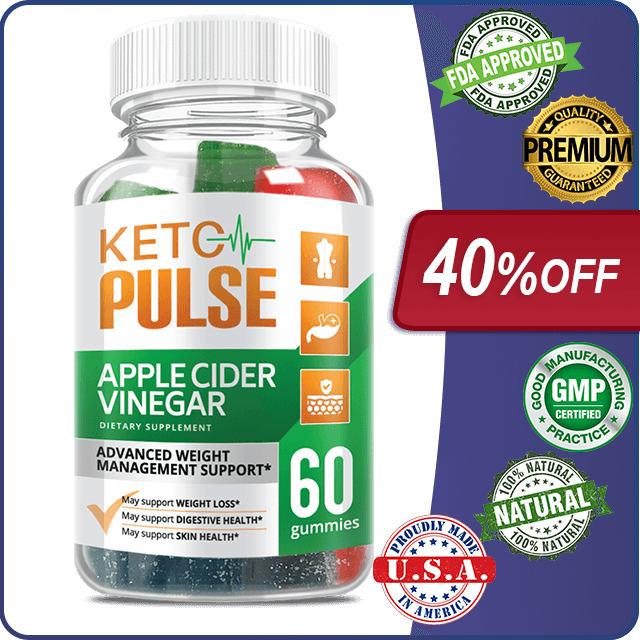 KETO
PULSE
APPLE CIDER
VINEGAR
DIETARY SUPPLEMENT
ADVANCED WEIGHT
MANAGEMENT SUPPORT*
May support WEIGHT LOSS*
May support DIGESTIVE HEALTH*
May support SKIN HEALTH*
60
gummies
FDA APPROVED
FDA APPROVED
FDA APPROVED
QUALITY
PREMIUM
GUARANTEED
40%OFF
GOOD MANUFACTURING
GMP
CERTIFIED
PRACTICE
100% NATURAL
NATURAL
100% NATURAL
PROUDLY MADE
U.S.A.
IN AMERICA